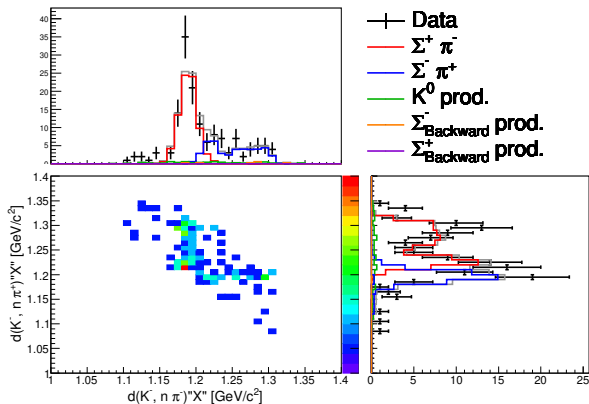 40
35
30
25
20
15
10
5
0
Data
Σ⁺ π⁻
Σ⁻ π⁺
K⁰ prod.
Σ⁻Backward prod.
Σ⁺Backward prod.
d(K⁻, n π⁺)"X" [GeV/c²]
1.4
1.35
1.3
1.25
1.2
1.15
1.1
1.05
1
1 1.05 1.1 1.15 1.2 1.25 1.3 1.35 1.4
d(K⁻, n π⁻)"X" [GeV/c²]
0 5 10 15 20 25